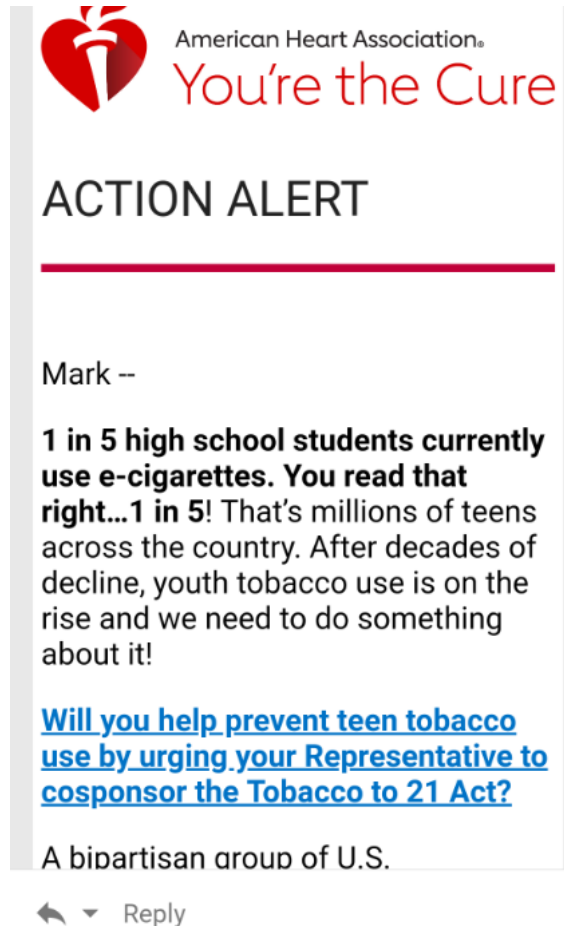 American Heart Association®
You're the Cure
ACTION ALERT
Mark --
1 in 5 high school students currently
use e-cigarettes. You read that
right...1 in 5! That's millions of teens
across the country. After decades of
decline, youth tobacco use is on the
rise and we need to do something
about it!
Will you help prevent teen tobacco
use by urging your Representative to
cosponsor the Tobacco to 21 Act?
A bipartisan group of U.S.
Reply